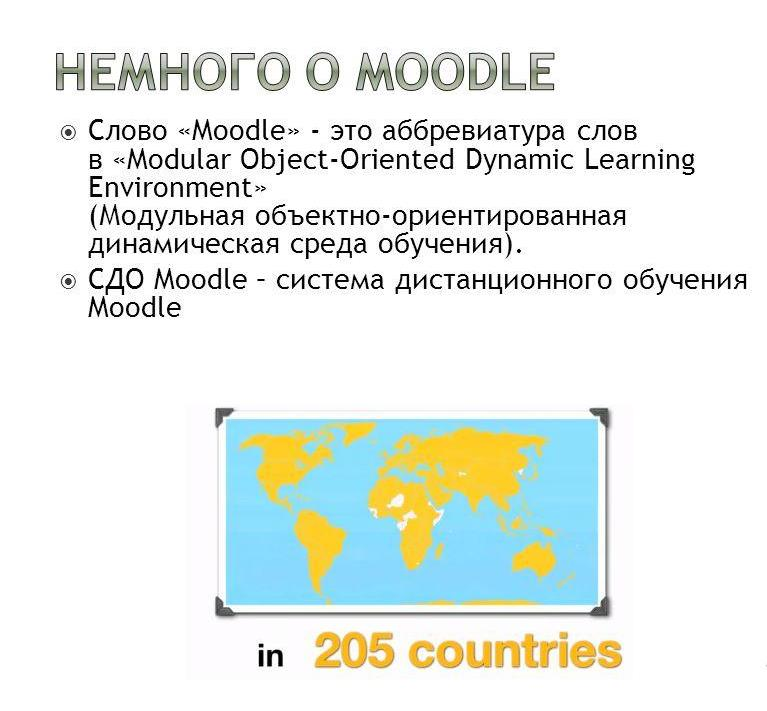 НЕМНОГО О MOODLE
Слово «Moodle» - это аббревиатура слов
в «Modular Object-Oriented Dynamic Learning
Environment»
(Модульная объектно-ориентированная
динамическая среда обучения).
СДО Moodle – система дистанционного обучения
Moodle
in 205 countries